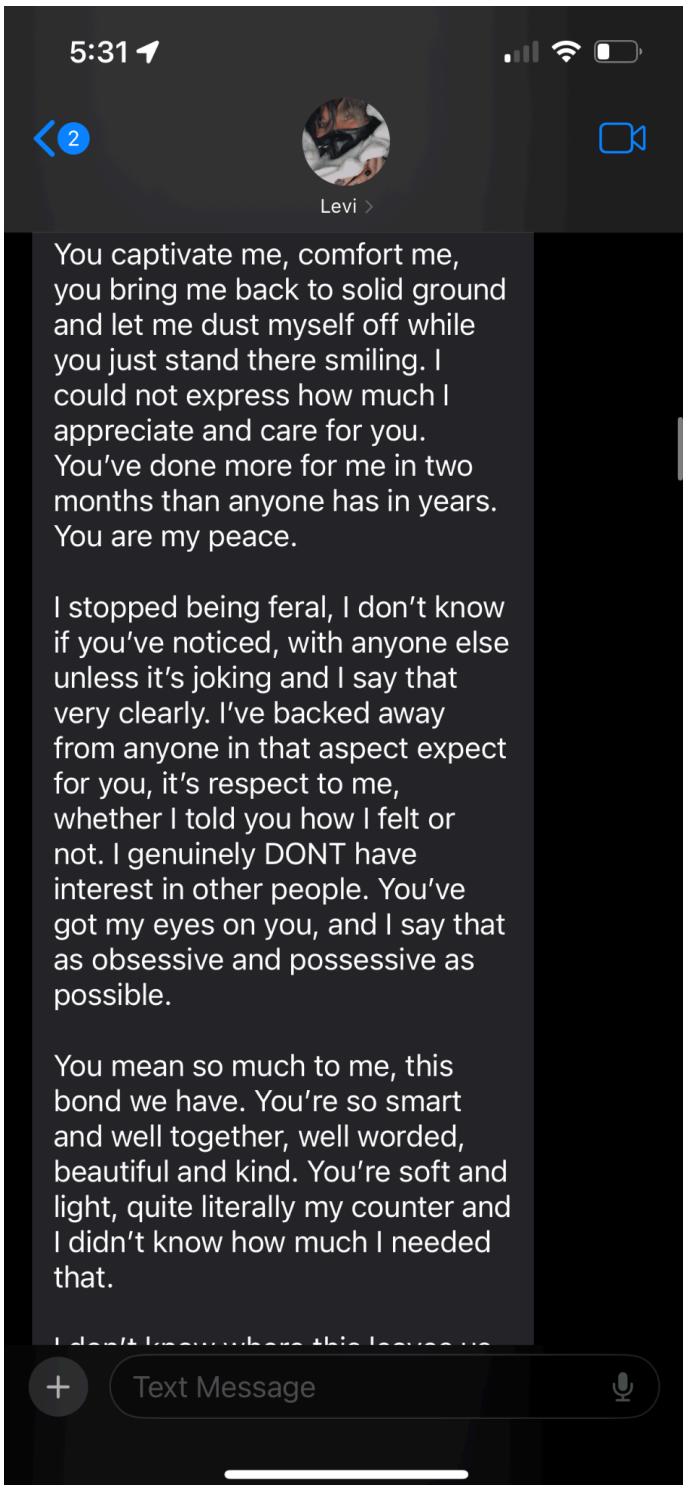 5:31
2
Levi
You captivate me, comfort me,
you bring me back to solid ground
and let me dust myself off while
you just stand there smiling. I
could not express how much I
appreciate and care for you.
You’ve done more for me in two
months than anyone has in years.
You are my peace.
I stopped being feral, I don’t know
if you’ve noticed, with anyone else
unless it’s joking and I say that
very clearly. I’ve backed away
from anyone in that aspect expect
for you, it’s respect to me,
whether I told you how I felt or
not. I genuinely DONT have
interest in other people. You’ve
got my eyes on you, and I say that
as obsessive and possessive as
possible.
You mean so much to me, this
bond we have. You’re so smart
and well together, well worded,
beautiful and kind. You’re soft and
light, quite literally my counter and
I didn’t know how much I needed
that.
I don’t know where this leaves us
Text Message